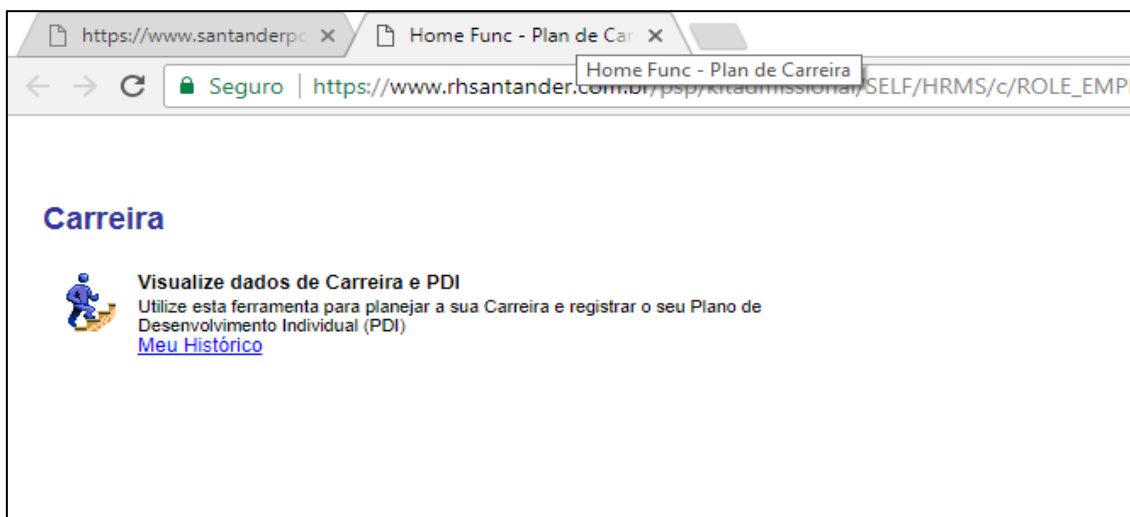 https://www.santanderpc
Home Func - Plan de Car
Home Func - Plan de Carreira
Seguro | https://www.rhsantander.com.br/psp/kitadmissional/SELF/HRMS/c/ROLE_EMP
Carreira
Visualize dados de Carreira e PDI
Utilize esta ferramenta para planejar a sua Carreira e registrar o seu Plano de
Desenvolvimento Individual (PDI)
Meu Histórico